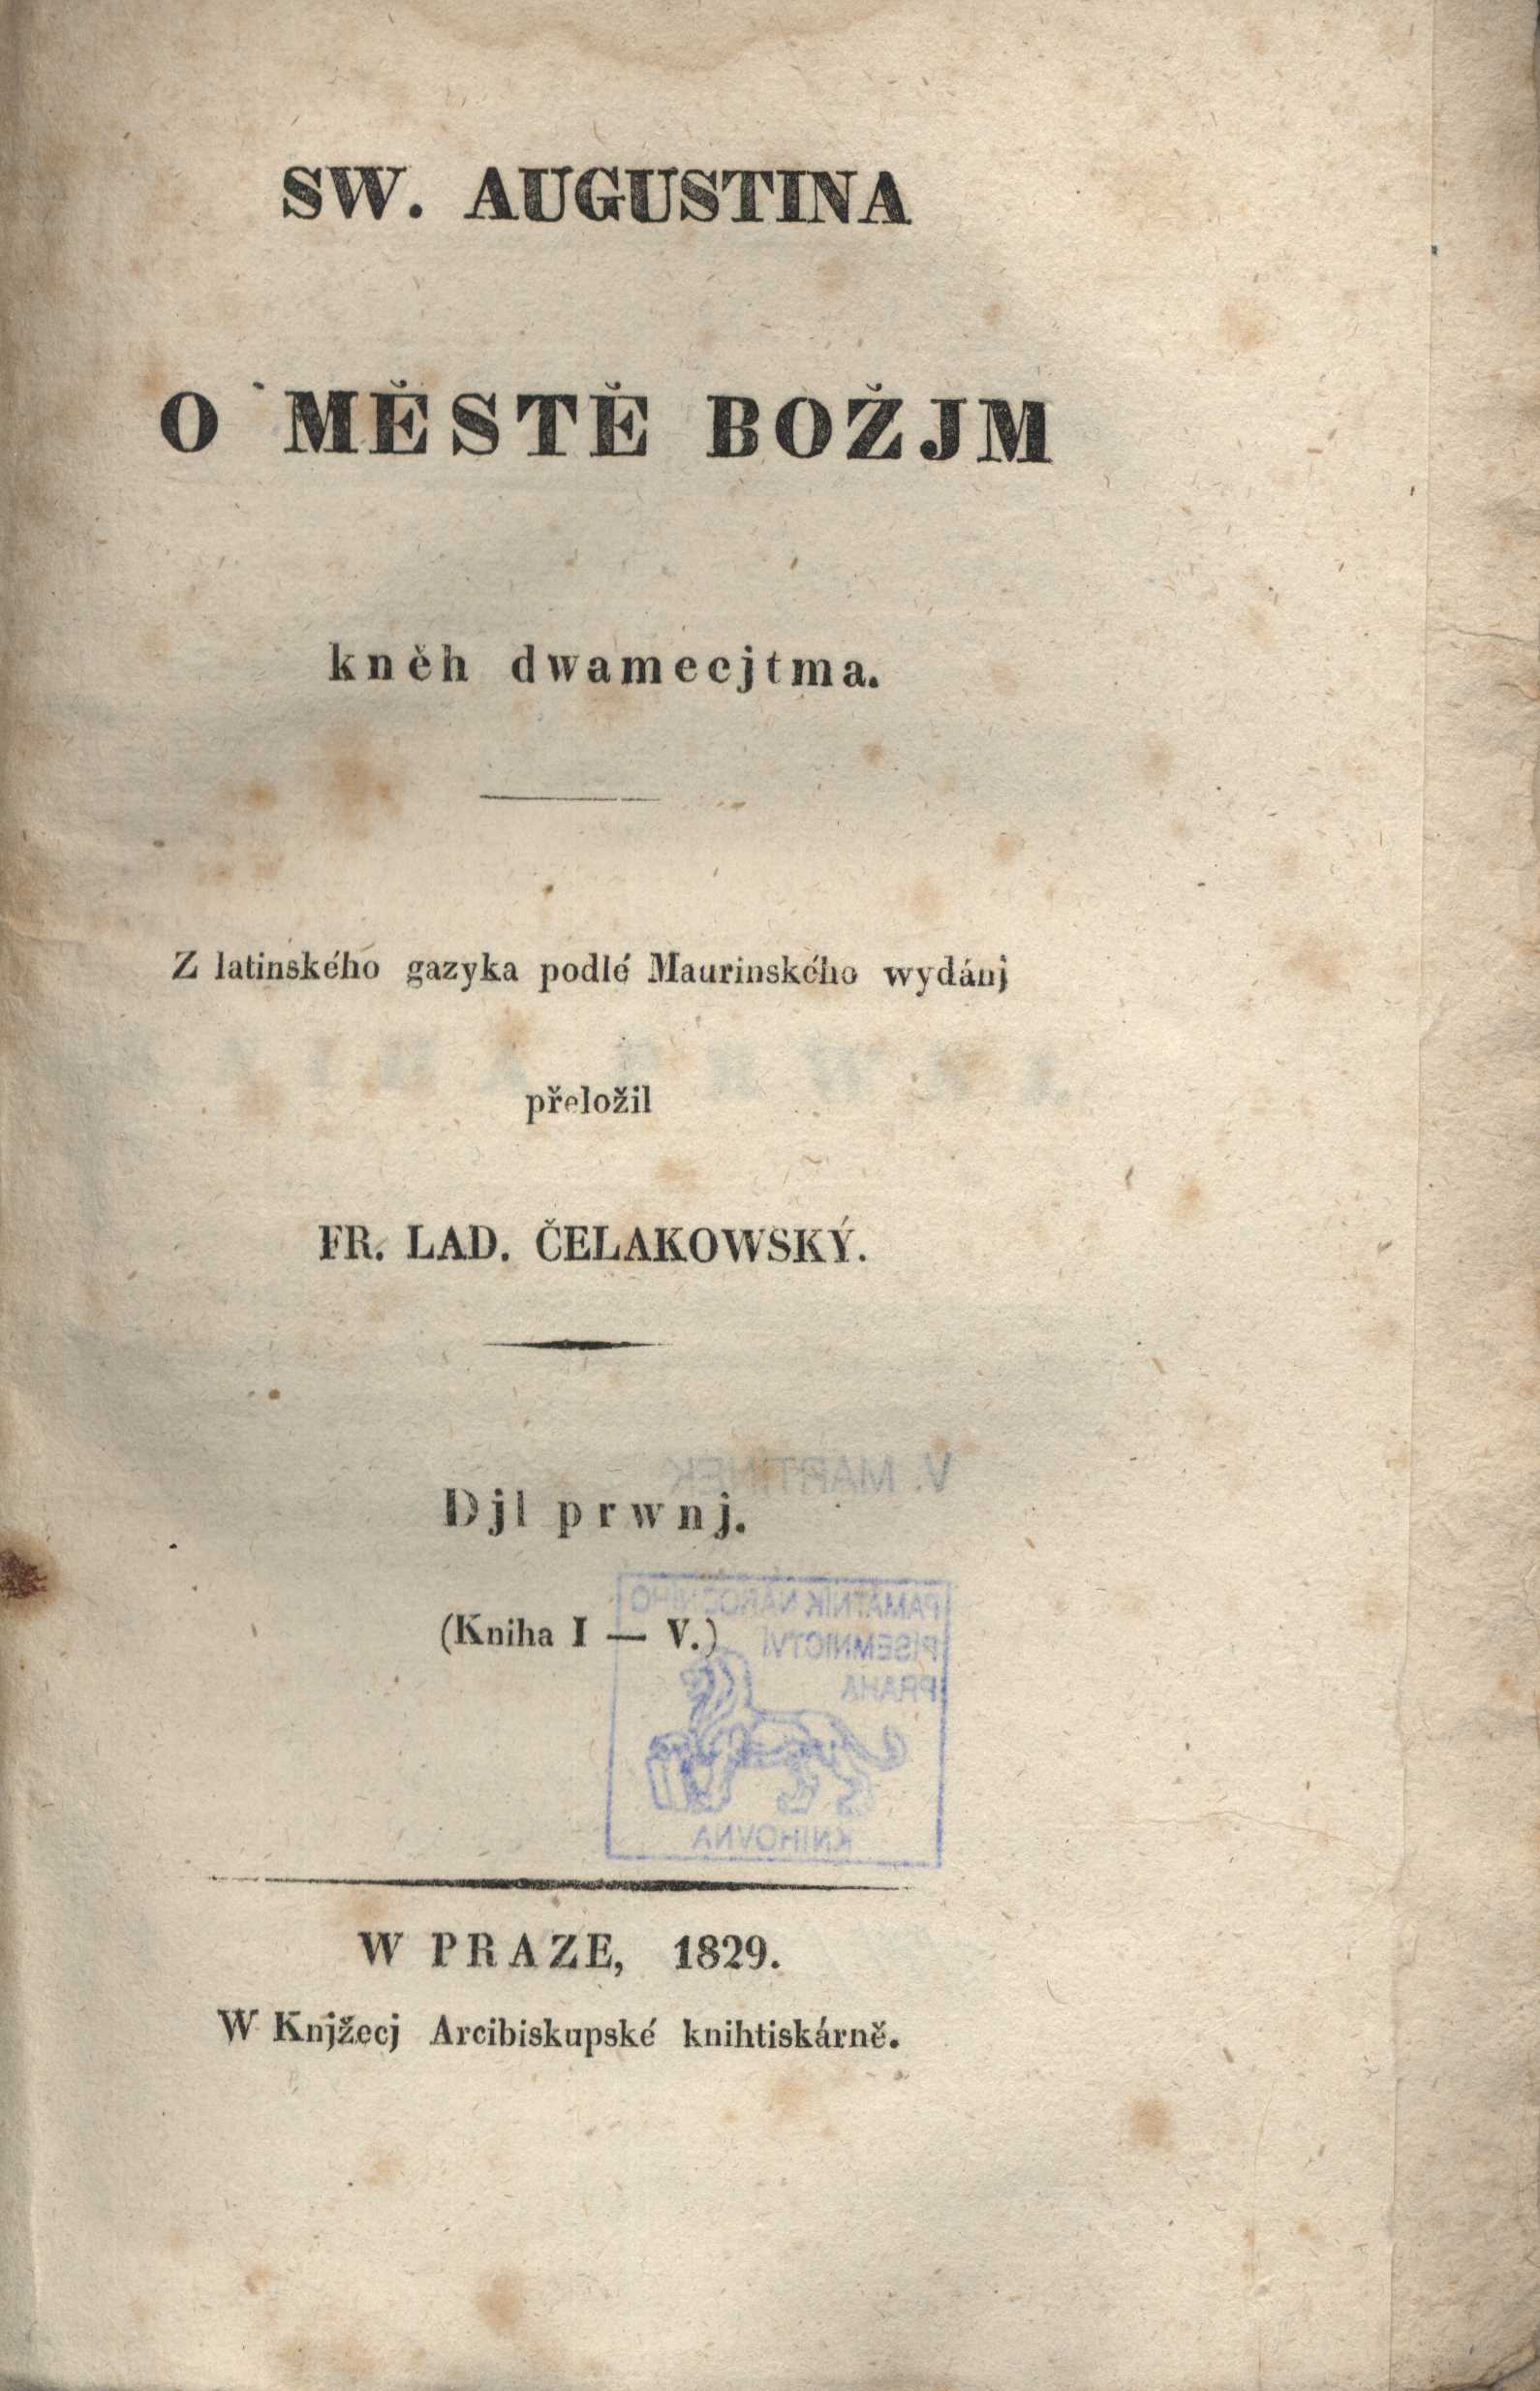 SW. AUGUSTINA
O MĚSTĚ BOŽJM
kněh dwamecjtma.
Z latinského gazyka podlé Maurinského wydánj
přeložil
FR. LAD. ČELAKOWSKÝ.
V. MARTINEK
Djl prwnj.
PAMÁTNÍK NÁRODNÍHO
PÍSEMNICTVÍ
(Kniha I — V.)
PRAHA
KNIHOVNA
W PRAZE, 1829.
W Knjžecj Arcibiskupské knihtiskárně.